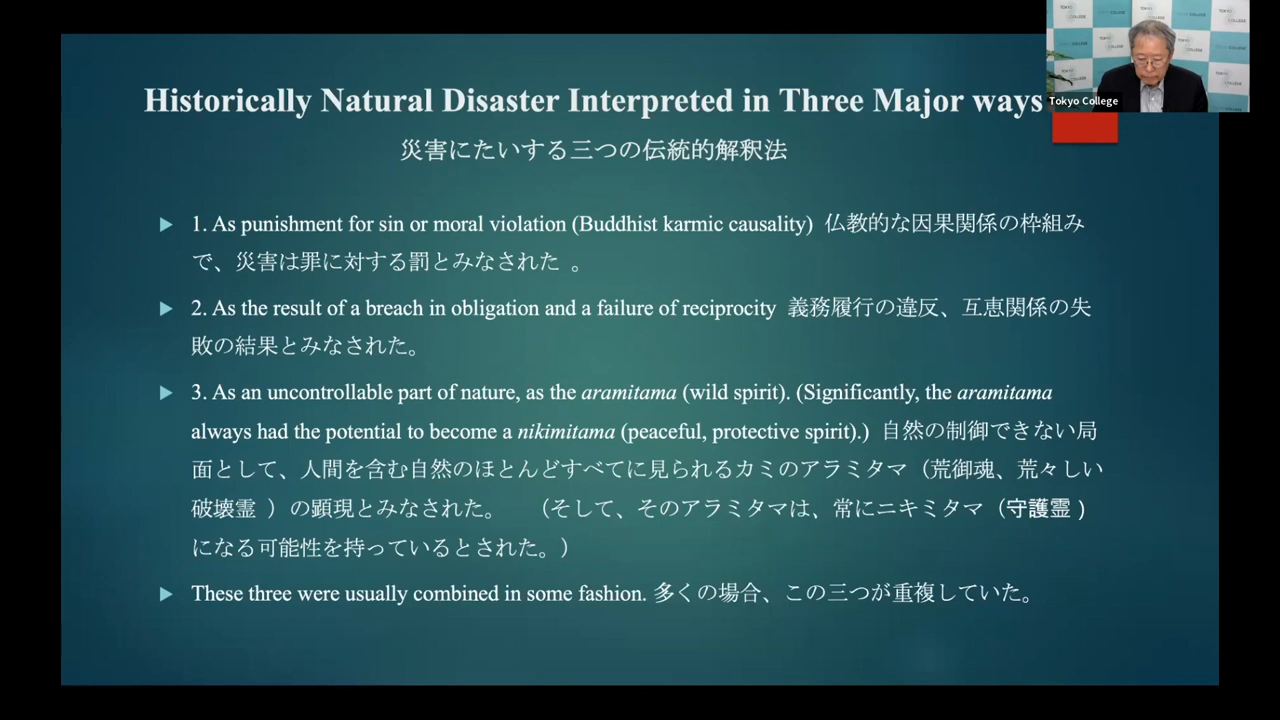 Historically Natural Disaster Interpreted in Three Major ways
災害にたいする三つの伝統的解釈法
1. As punishment for sin or moral violation (Buddhist karmic causality) 仏教的な因果関係の枠組み
で、災害は罪に対する罰とみなされた 。
2. As the result of a breach in obligation and a failure of reciprocity 義務履行の違反、互恵関係の失
敗の結果とみなされた。
3. As an uncontrollable part of nature, as the aramitama (wild spirit). (Significantly, the aramitama
always had the potential to become a nikimitama (peaceful, protective spirit).) 自然の制御できない局
面として、人間を含む自然のほとんどすべてに見られるカミのアラミタマ（荒御魂、荒々しい
破壊霊 ）の顕現とみなされた。 （そして、そのアラミタマは、常にニキミタマ（守護霊 )
になる可能性を持っているとされた。）
These three were usually combined in some fashion. 多くの場合、この三つが重複していた。
Tokyo College